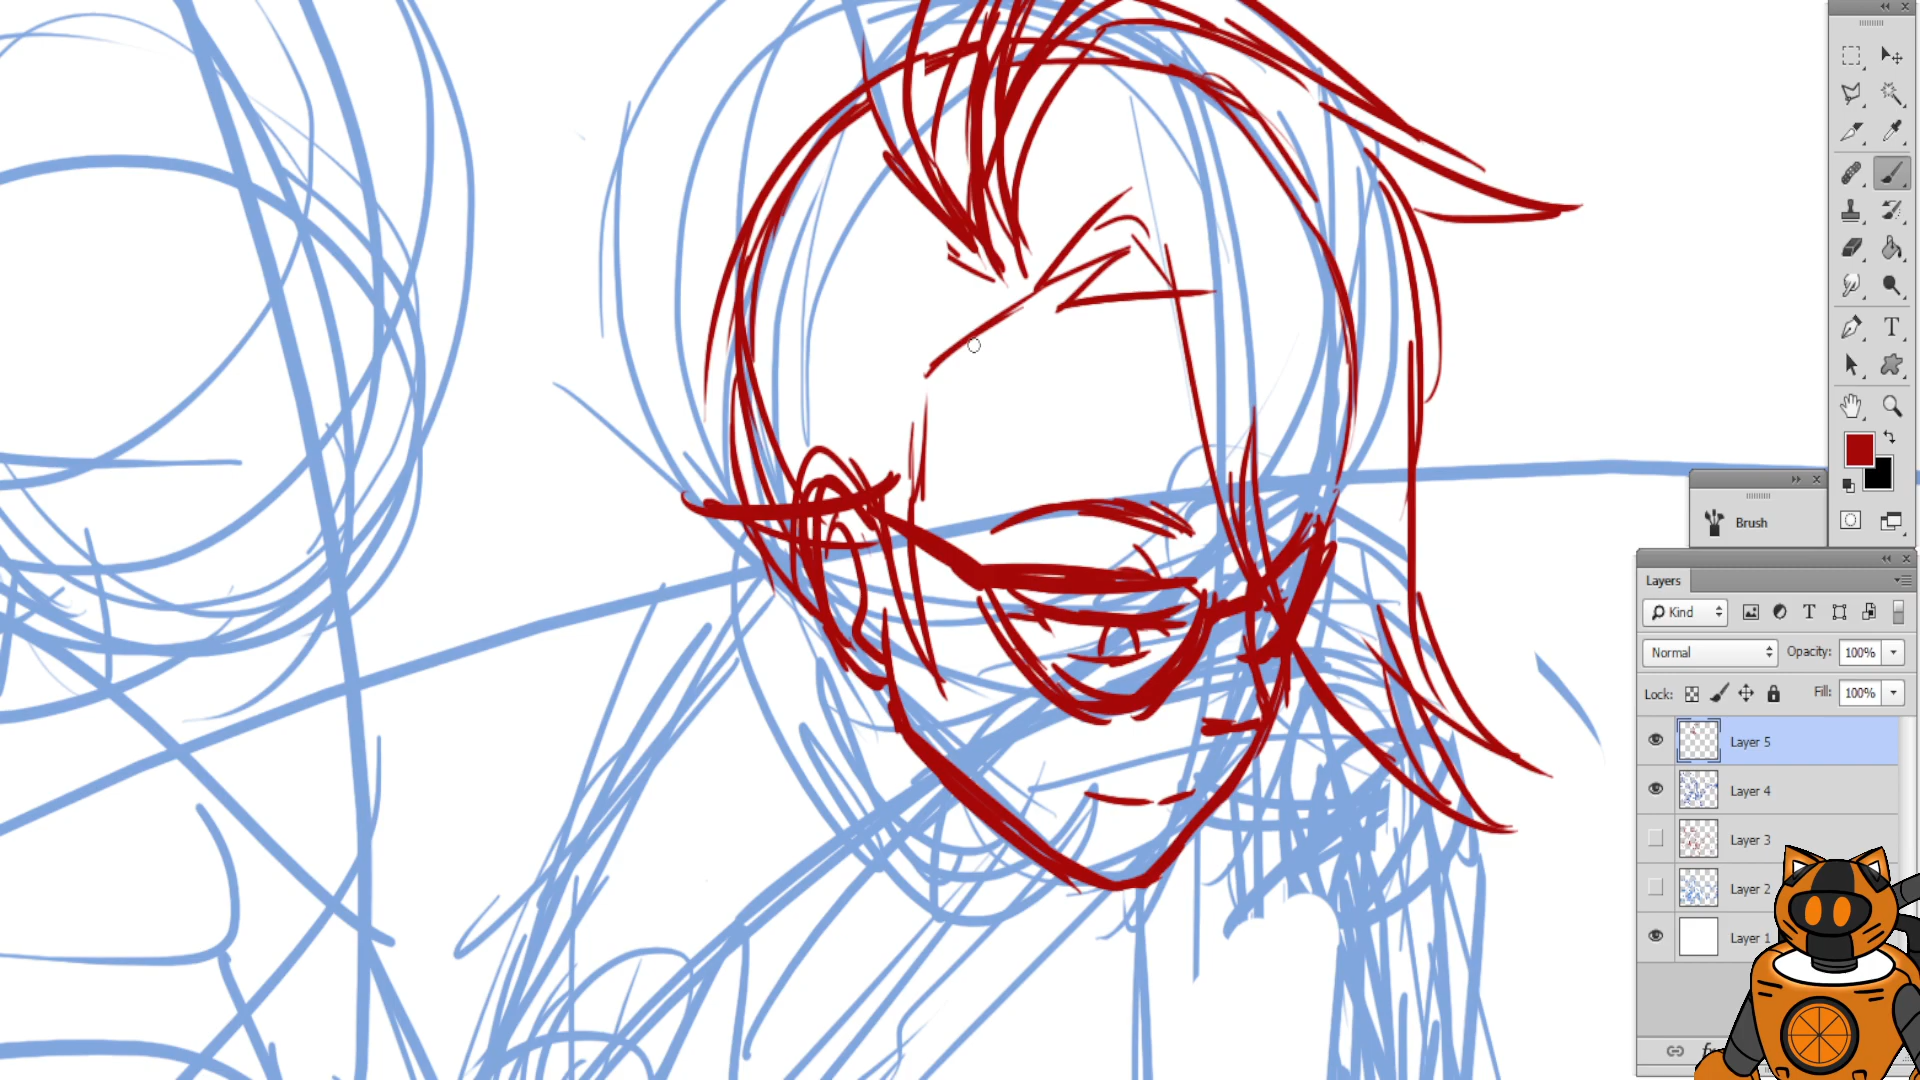 T
Brush
Layers
Kind
T
Normal
Opacity: 100%
Lock:
Fill: 100%
Layer 5
Layer 4
Layer 3
Layer 2
Layer 1